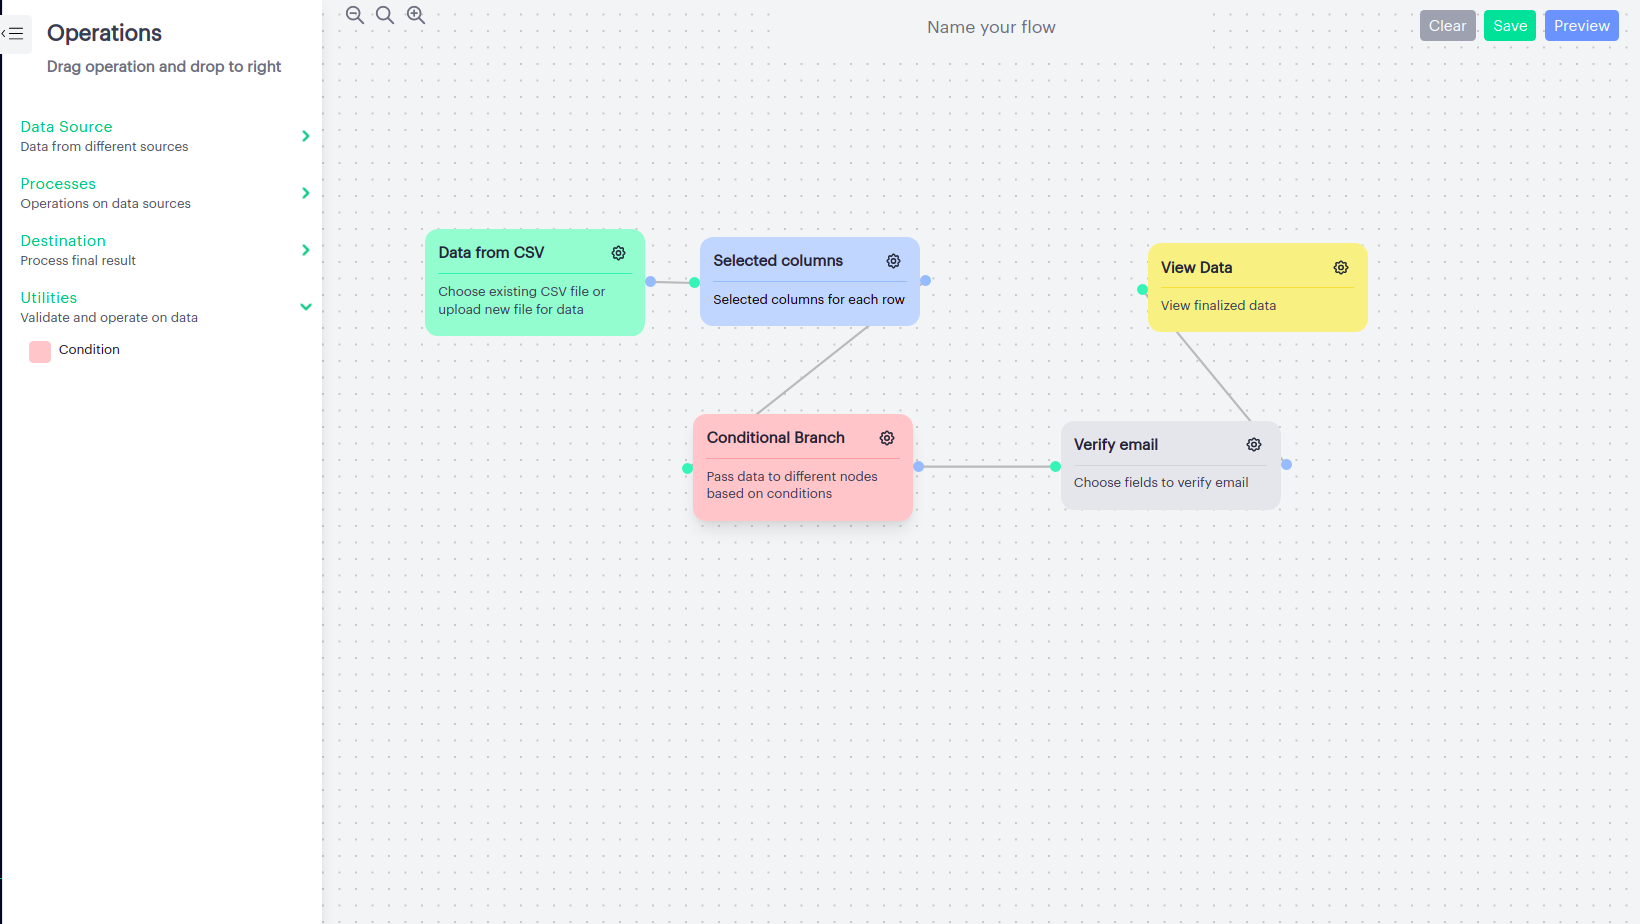 Operations
Drag operation and drop to right
Data Source
Data from different sources
Processes
Operations on data sources
Destination
Process final result
Utilities
Validate and operate on data
Condition
Name your flow
Clear
Save
Preview
Data from CSV
Choose existing CSV file or
upload new file for data
Selected columns
Selected columns for each row
View Data
View finalized data
Conditional Branch
Pass data to different nodes
based on conditions
Verify email
Choose fields to verify email